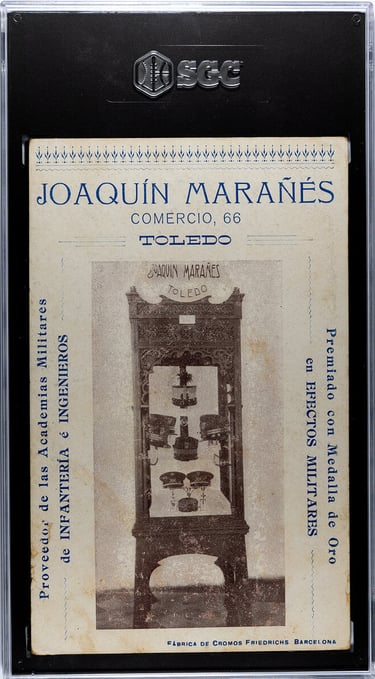 SGC
JOAQUÍN MARAÑÉS
COMERCIO, 66
TOLEDO
Proveedor de las Academias Militares
de INFANTERÍA é INGENIEROS
JOAQUIN MARAÑES
TOLEDO
Premiado con Medalla de Oro
en EFECTOS MILITARES
FÁBRICA DE CROMOS FRIEDRICHS. BARCELONA